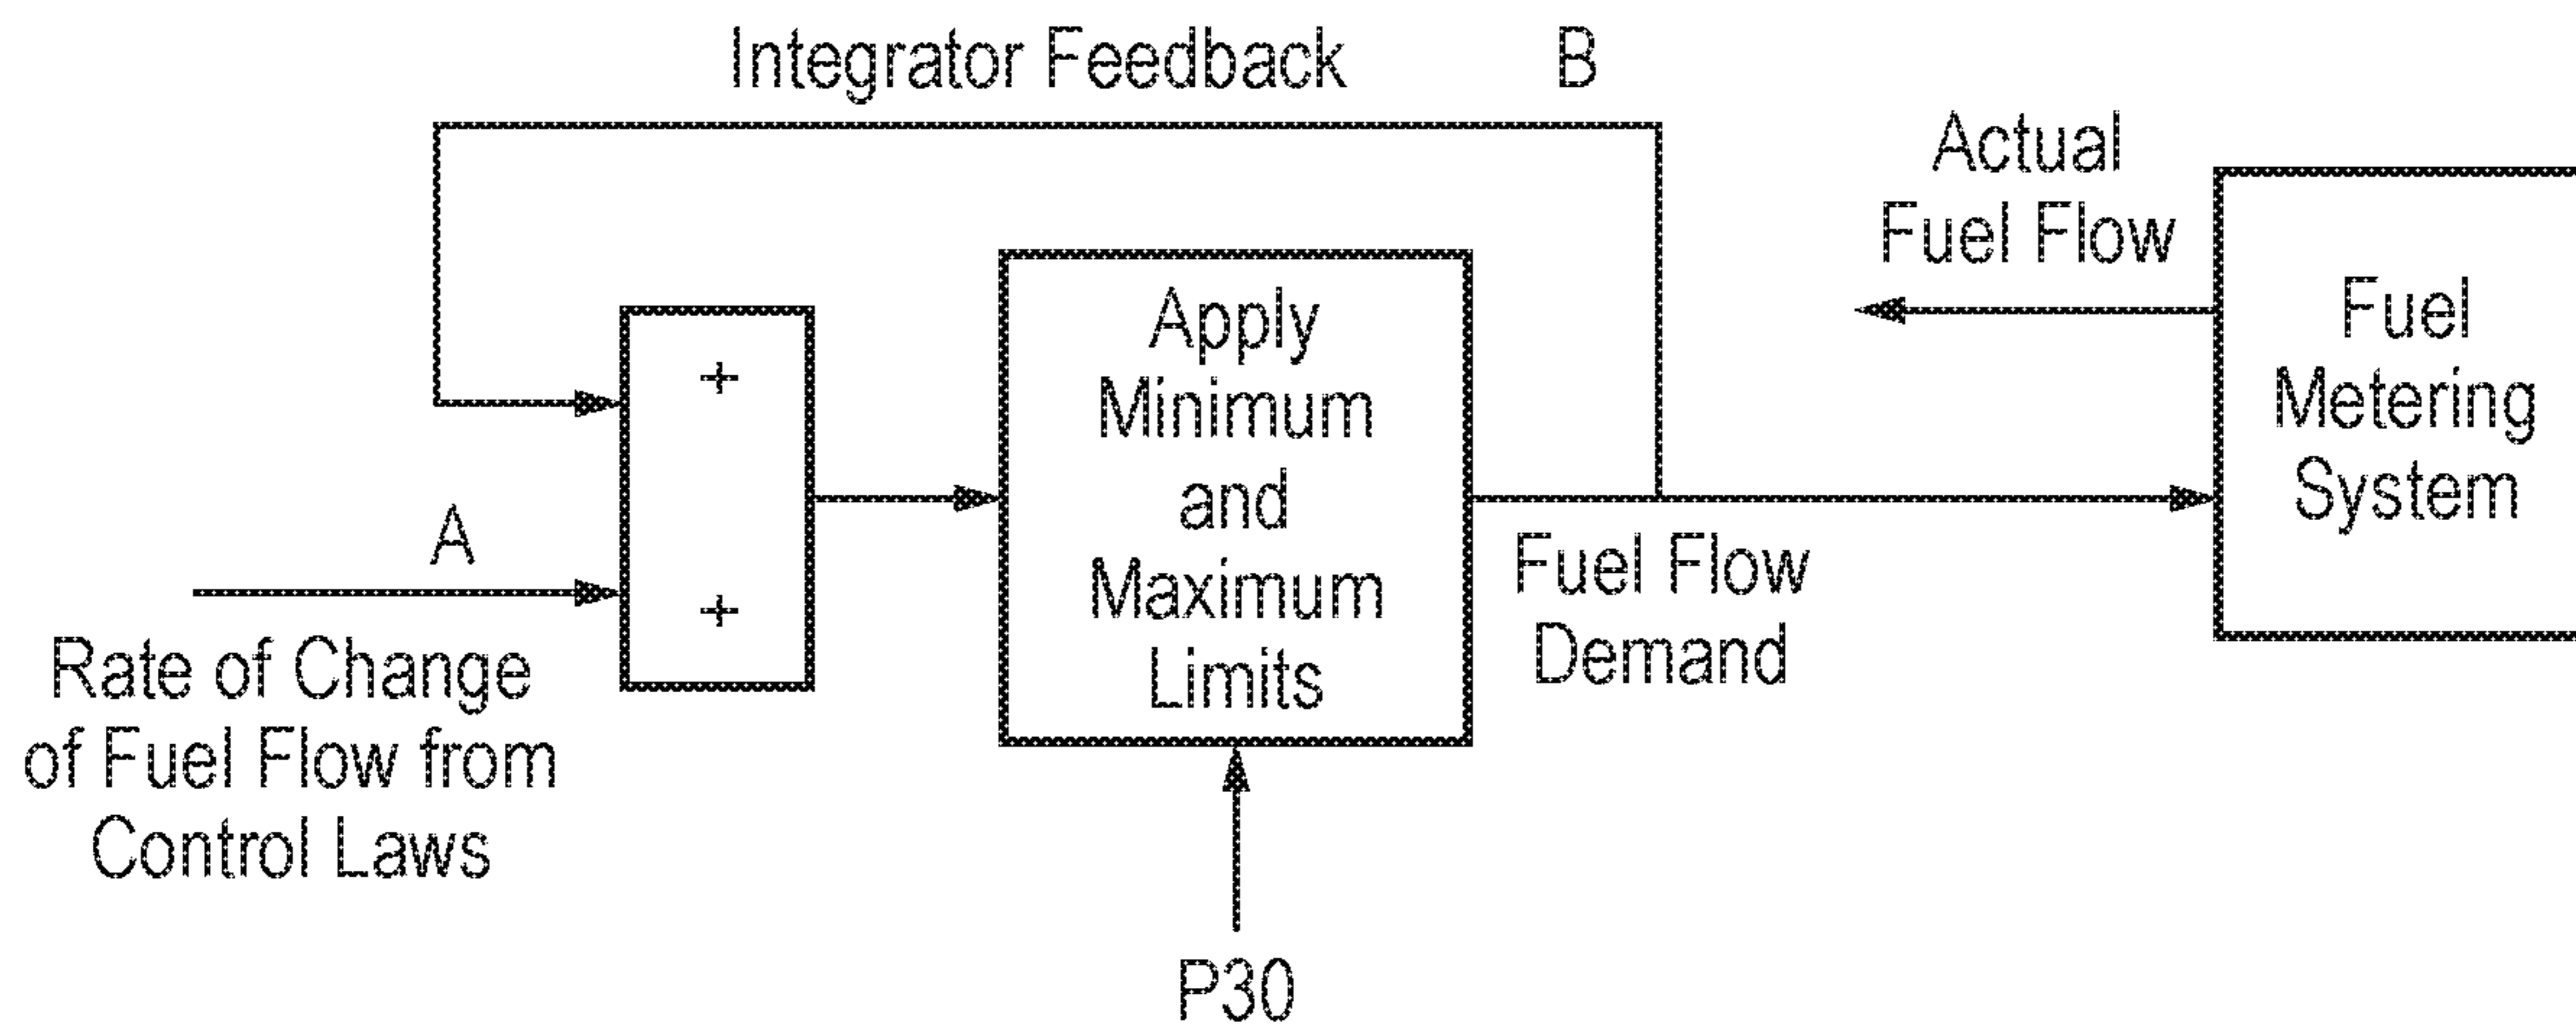 Integrator Feedback
B
Actual
Fuel Flow
Fuel
Metering
System
Apply
Minimum
and
Maximum
Limits
+
+
A
Rate of Change
of Fuel Flow from
Control Laws
Fuel Flow
Demand
P30